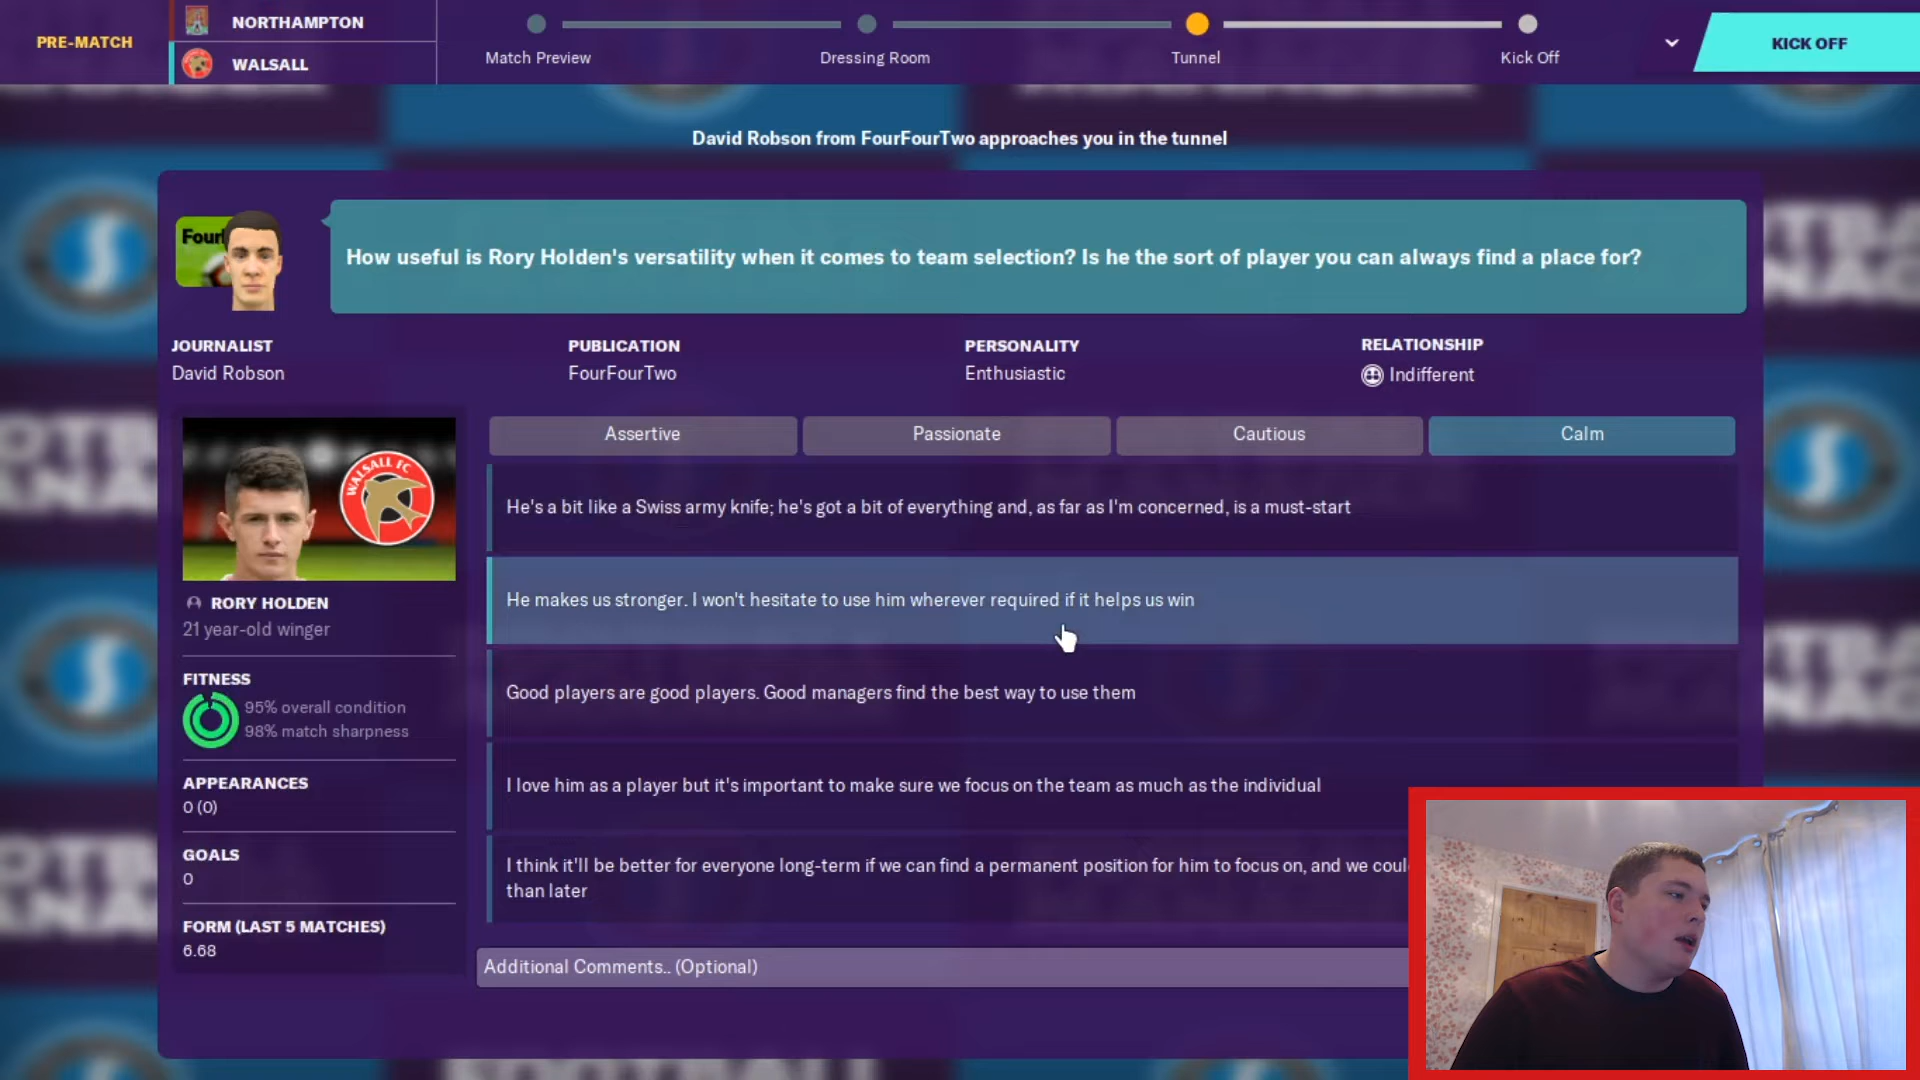 PRE-MATCH
NORTHAMPTON
WALSALL
Match Preview
Dressing Room
Tunnel
Kick Off
KICK OFF
David Robson from FourFourTwo approaches you in the tunnel
How useful is Rory Holden's versatility when it comes to team selection? Is he the sort of player you can always find a place for?
JOURNALIST
David Robson
PUBLICATION
FourFourTwo
PERSONALITY
Enthusiastic
RELATIONSHIP
Indifferent
Assertive
Passionate
Cautious
Calm
WALSALL FC
He's a bit like a Swiss army knife; he's got a bit of everything and, as far as I'm concerned, is a must-start
He makes us stronger. I won't hesitate to use him wherever required if it helps us win
Good players are good players. Good managers find the best way to use them
I love him as a player but it's important to make sure we focus on the team as much as the individual
I think it'll be better for everyone long-term if we can find a permanent position for him to focus on, and we coul
than later
Additional Comments.. (Optional)
RORY HOLDEN
21 year-old winger
FITNESS
95% overall condition
98% match sharpness
APPEARANCES
0 (0)
GOALS
0
FORM (LAST 5 MATCHES)
6.68